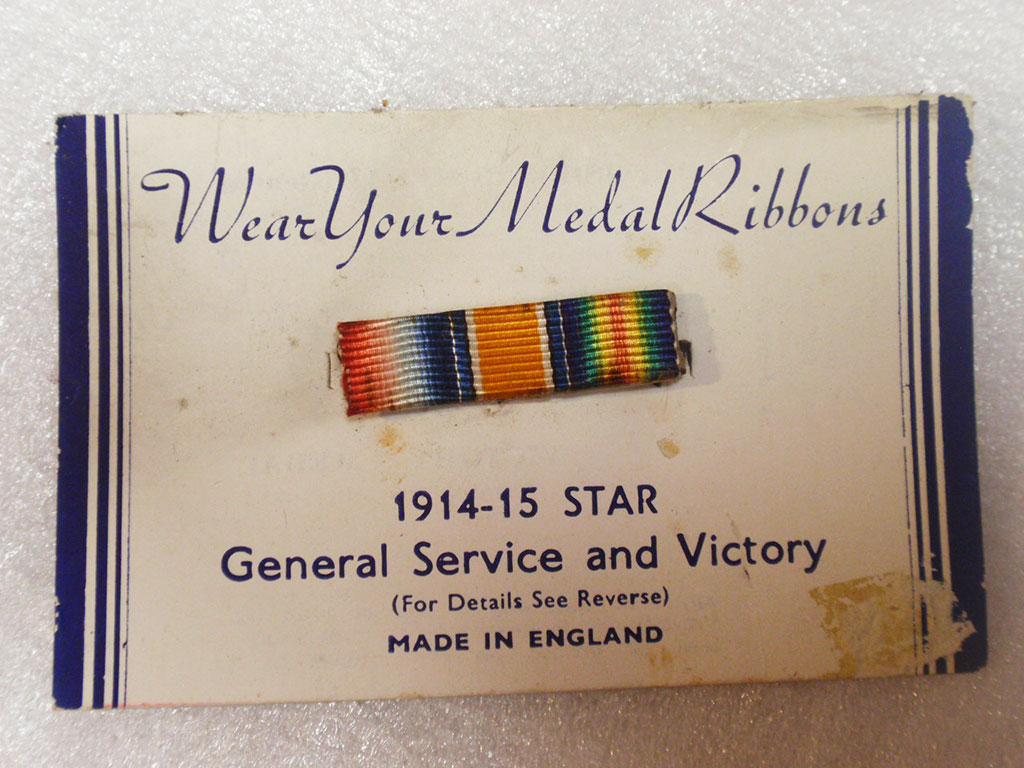 Wear Your Medal Ribbons
1914-15 STAR
General Service and Victory
(For Details See Reverse)
MADE IN ENGLAND